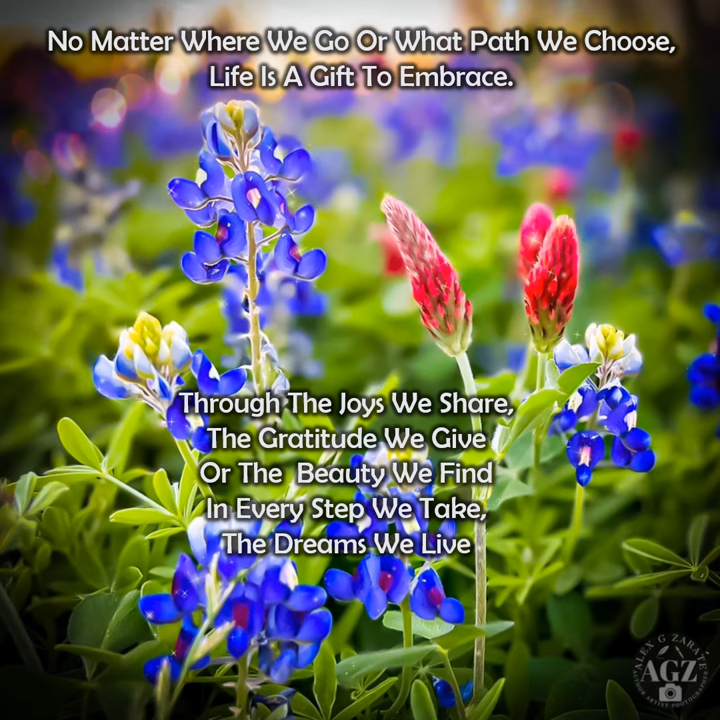 No Matter Where We Go Or What Path We Choose,
Life Is A Gift To Embrace.
Through The Joys We Share,
The Gratitude We Give
Or The Beauty We Find
In Every Step We Take,
The Dreams We Live
ALEX G ZARATE
AGZ